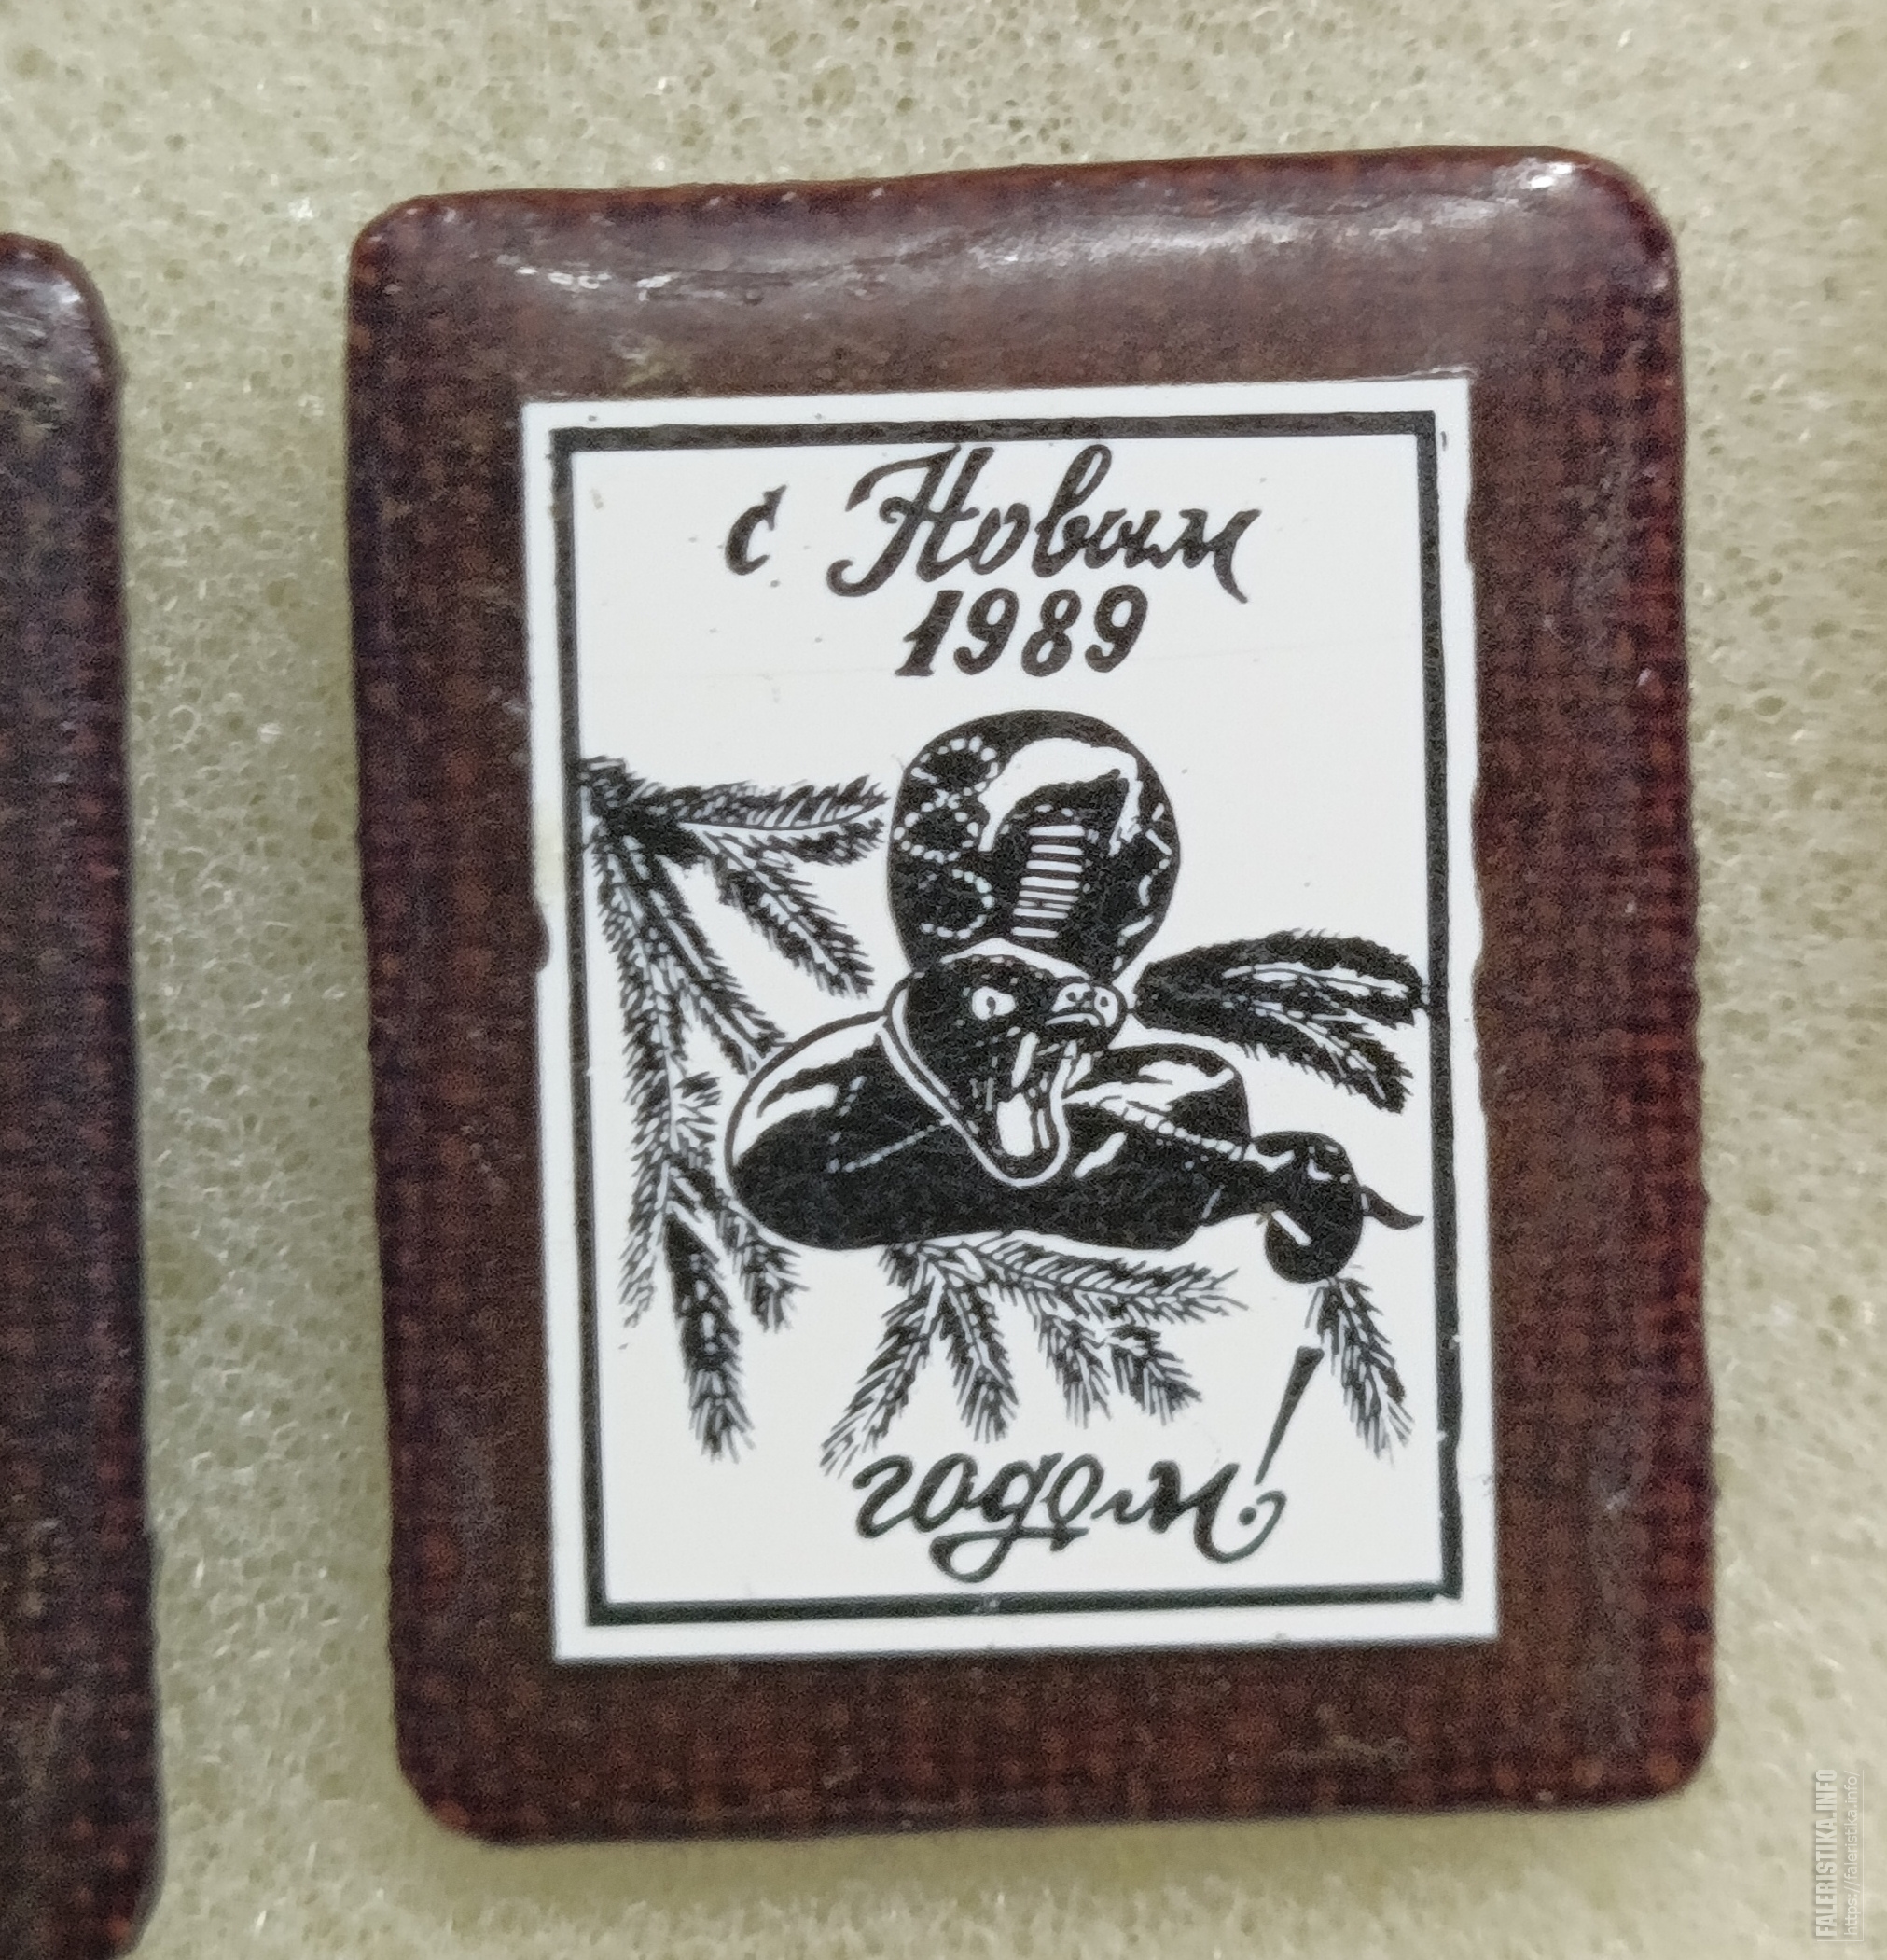 с Новым
1989
годом!
FALERISTIKA.INFO
https://faleristika.info/